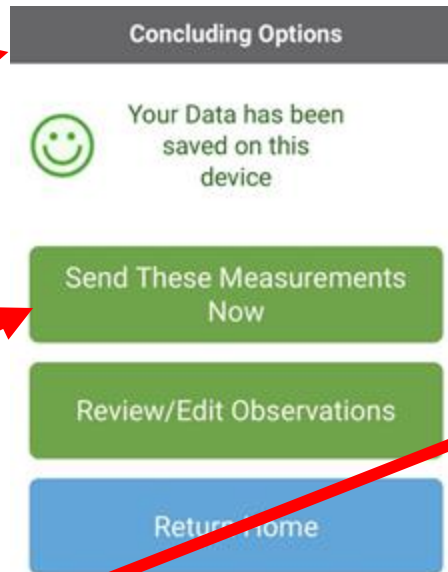 Concluding Options
Your Data has been
saved on this
device
Send These Measurements
Now
Review/Edit Observations
Return Home